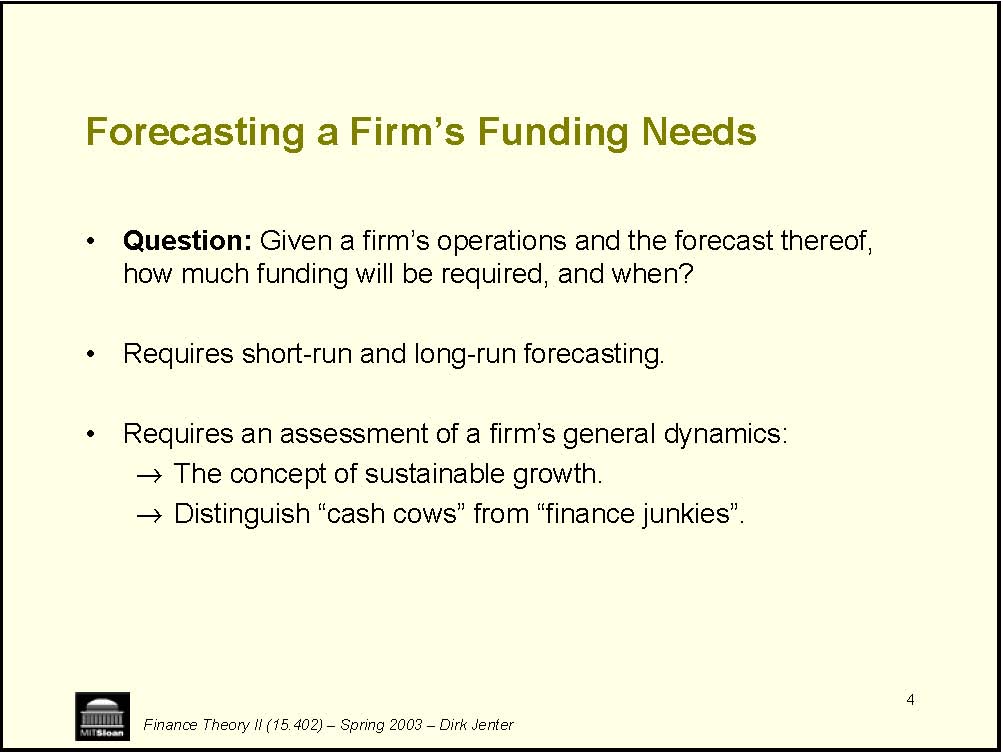 Forecasting a Firm’s Funding Needs
• Question: Given a firm’s operations and the forecast thereof,
how much funding will be required, and when?
• Requires short-run and long-run forecasting.
• Requires an assessment of a firm’s general dynamics:
→ The concept of sustainable growth.
→ Distinguish “cash cows” from “finance junkies”.
4
MITSloan
Finance Theory II (15.402) – Spring 2003 – Dirk Jenter